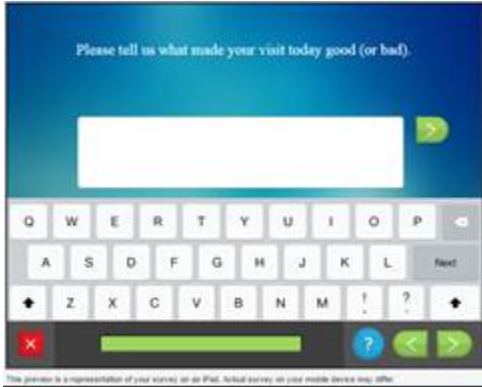 Please tell us what made your visit today good (or bad).
Q W E R T Y U I O P
A S D F G H J K L Next
Z X C V B N M ! , ? .
?
This preview is a representation of your survey on an iPad. Actual survey on your mobile device may differ.